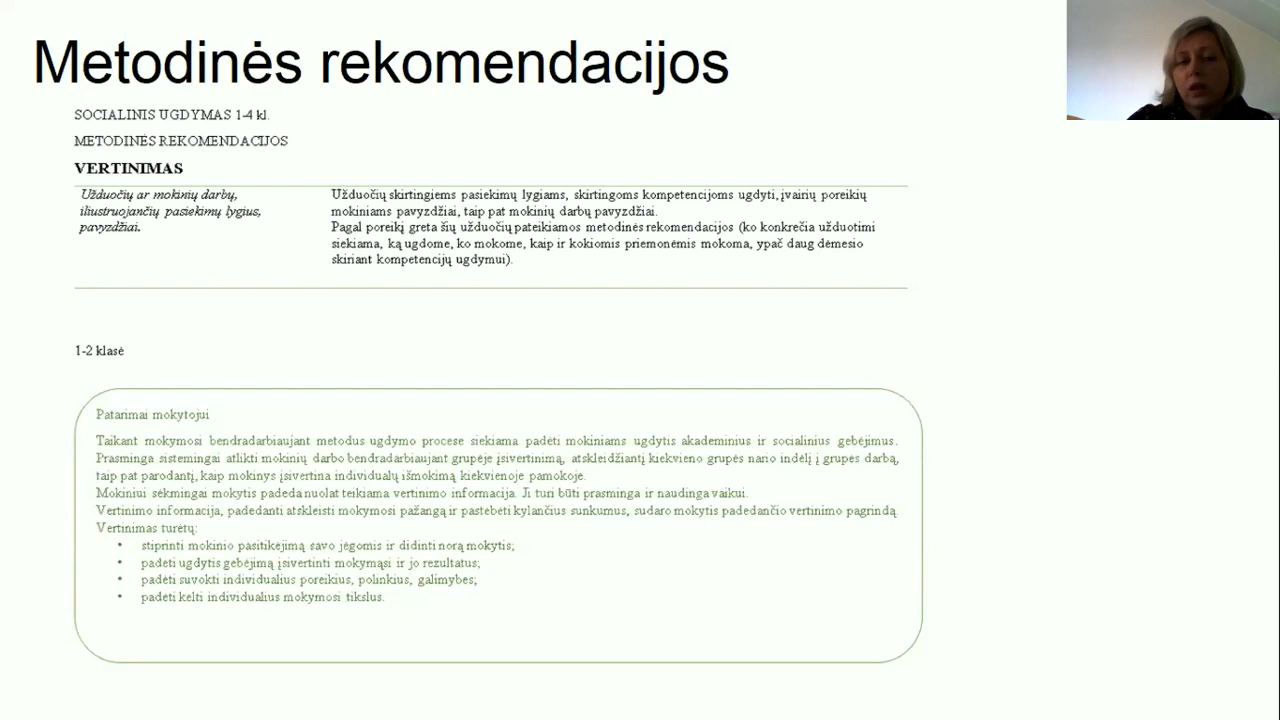 Metodinės rekomendacijos
SOCIALINIS UGDYMAS 1-4 kl.
METODINĖS REKOMENDACIJOS
VERTINIMAS
Užduočių ar mokinių darbų,
iliustruojančių pasiekimų lygius,
pavyzdžiai.
Užduočių skirtingiems pasiekimų lygiams, skirtingoms kompetencijoms ugdyti, įvairių poreikių
mokiniams pavyzdžiai, taip pat mokinių darbų pavyzdžiai.
Pagal poreikį greta šių užduočių pateikiamos metodinės rekomendacijos (ko konkrečia užduotimi
siekiama, ką ugdome, ko mokome, kaip ir kokiomis priemonėmis mokoma, ypač daug dėmesio
skiriant kompetencijų ugdymui).
1-2 klasė
Patarimai mokytojui
Taikant mokymosi bendradarbiaujant metodus ugdymo procese siekiama padėti mokiniams ugdytis akademinius ir socialinius gebėjimus.
Prasminga sistemingai atlikti mokinių darbo bendradarbiaujant grupėje įsivertinimą, atskleidžiantį kiekvieno grupės nario indėlį į grupės darbą,
taip pat parodantį, kaip mokinys įsivertina individualų išmokimą kiekvienoje pamokoje.
Mokiniui sėkmingai mokytis padeda nuolat teikiama vertinimo informacija. Ji turi būti prasminga ir naudinga vaikui.
Vertinimo informacija, padedanti atskleisti mokymosi pažangą ir pastebėti kylančius sunkumus, sudaro mokytis padedančio vertinimo pagrindą.
Vertinimas turėtų:
• stiprinti mokinio pasitikėjimą savo jėgomis ir didinti norą mokytis;
• padėti ugdytis gebėjimą įsivertinti mokymąsi ir jo rezultatus;
• padėti suvokti individualius poreikius, polinkius, galimybes;
• padėti kelti individualius mokymosi tikslus.